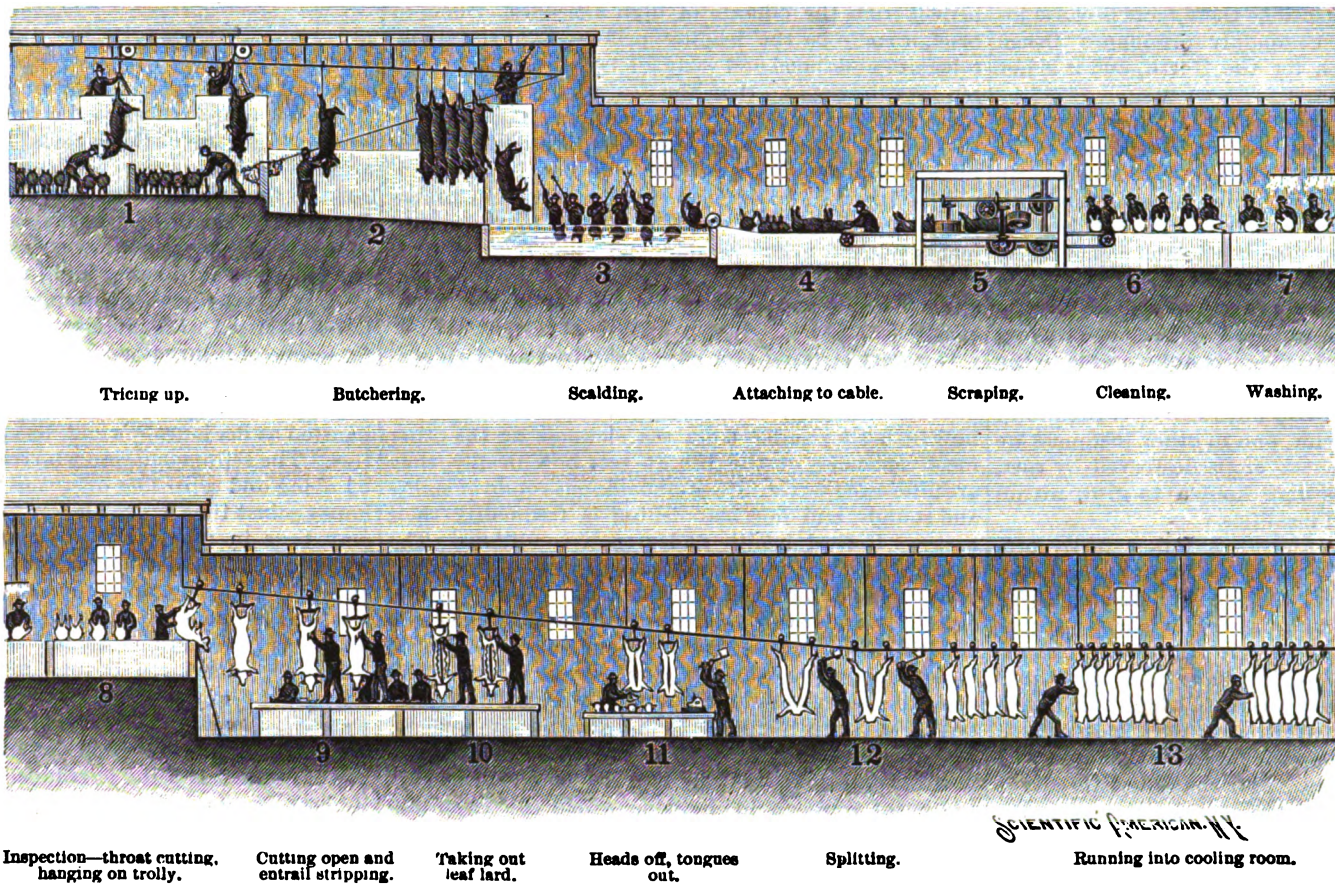 1 2 3 4 5 6 7
Tricing up. Butchering. Scalding. Attaching to cable. Scraping. Cleaning. Washing.
8 9 10 11 12 13
SCIENTIFIC AMERICAN. N.Y.
Inspection—throat cutting, hanging on trolly.
Cutting open and entrail stripping.
Taking out leaf lard.
Heads off, tongues out.
Splitting.
Running into cooling room.